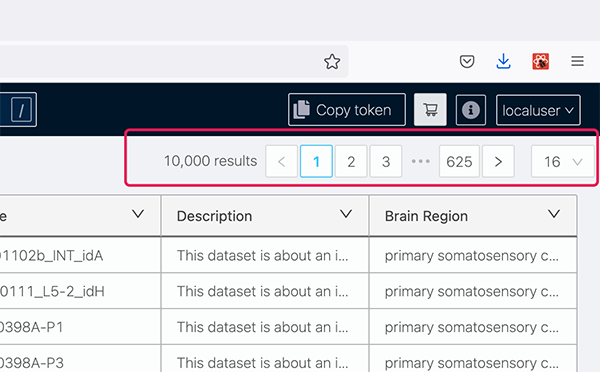 / Copy token localuser
10,000 results < 1 2 3 ••• 625 > 16
e Description Brain Region
01102b_INT_idA This dataset is about an i... primary somatosensory c...
0111_L5-2_idH This dataset is about an i... primary somatosensory c...
0398A-P1 This dataset is about an i... primary somatosensory c...
0398A-P3 This dataset is about an i... primary somatosensory c...